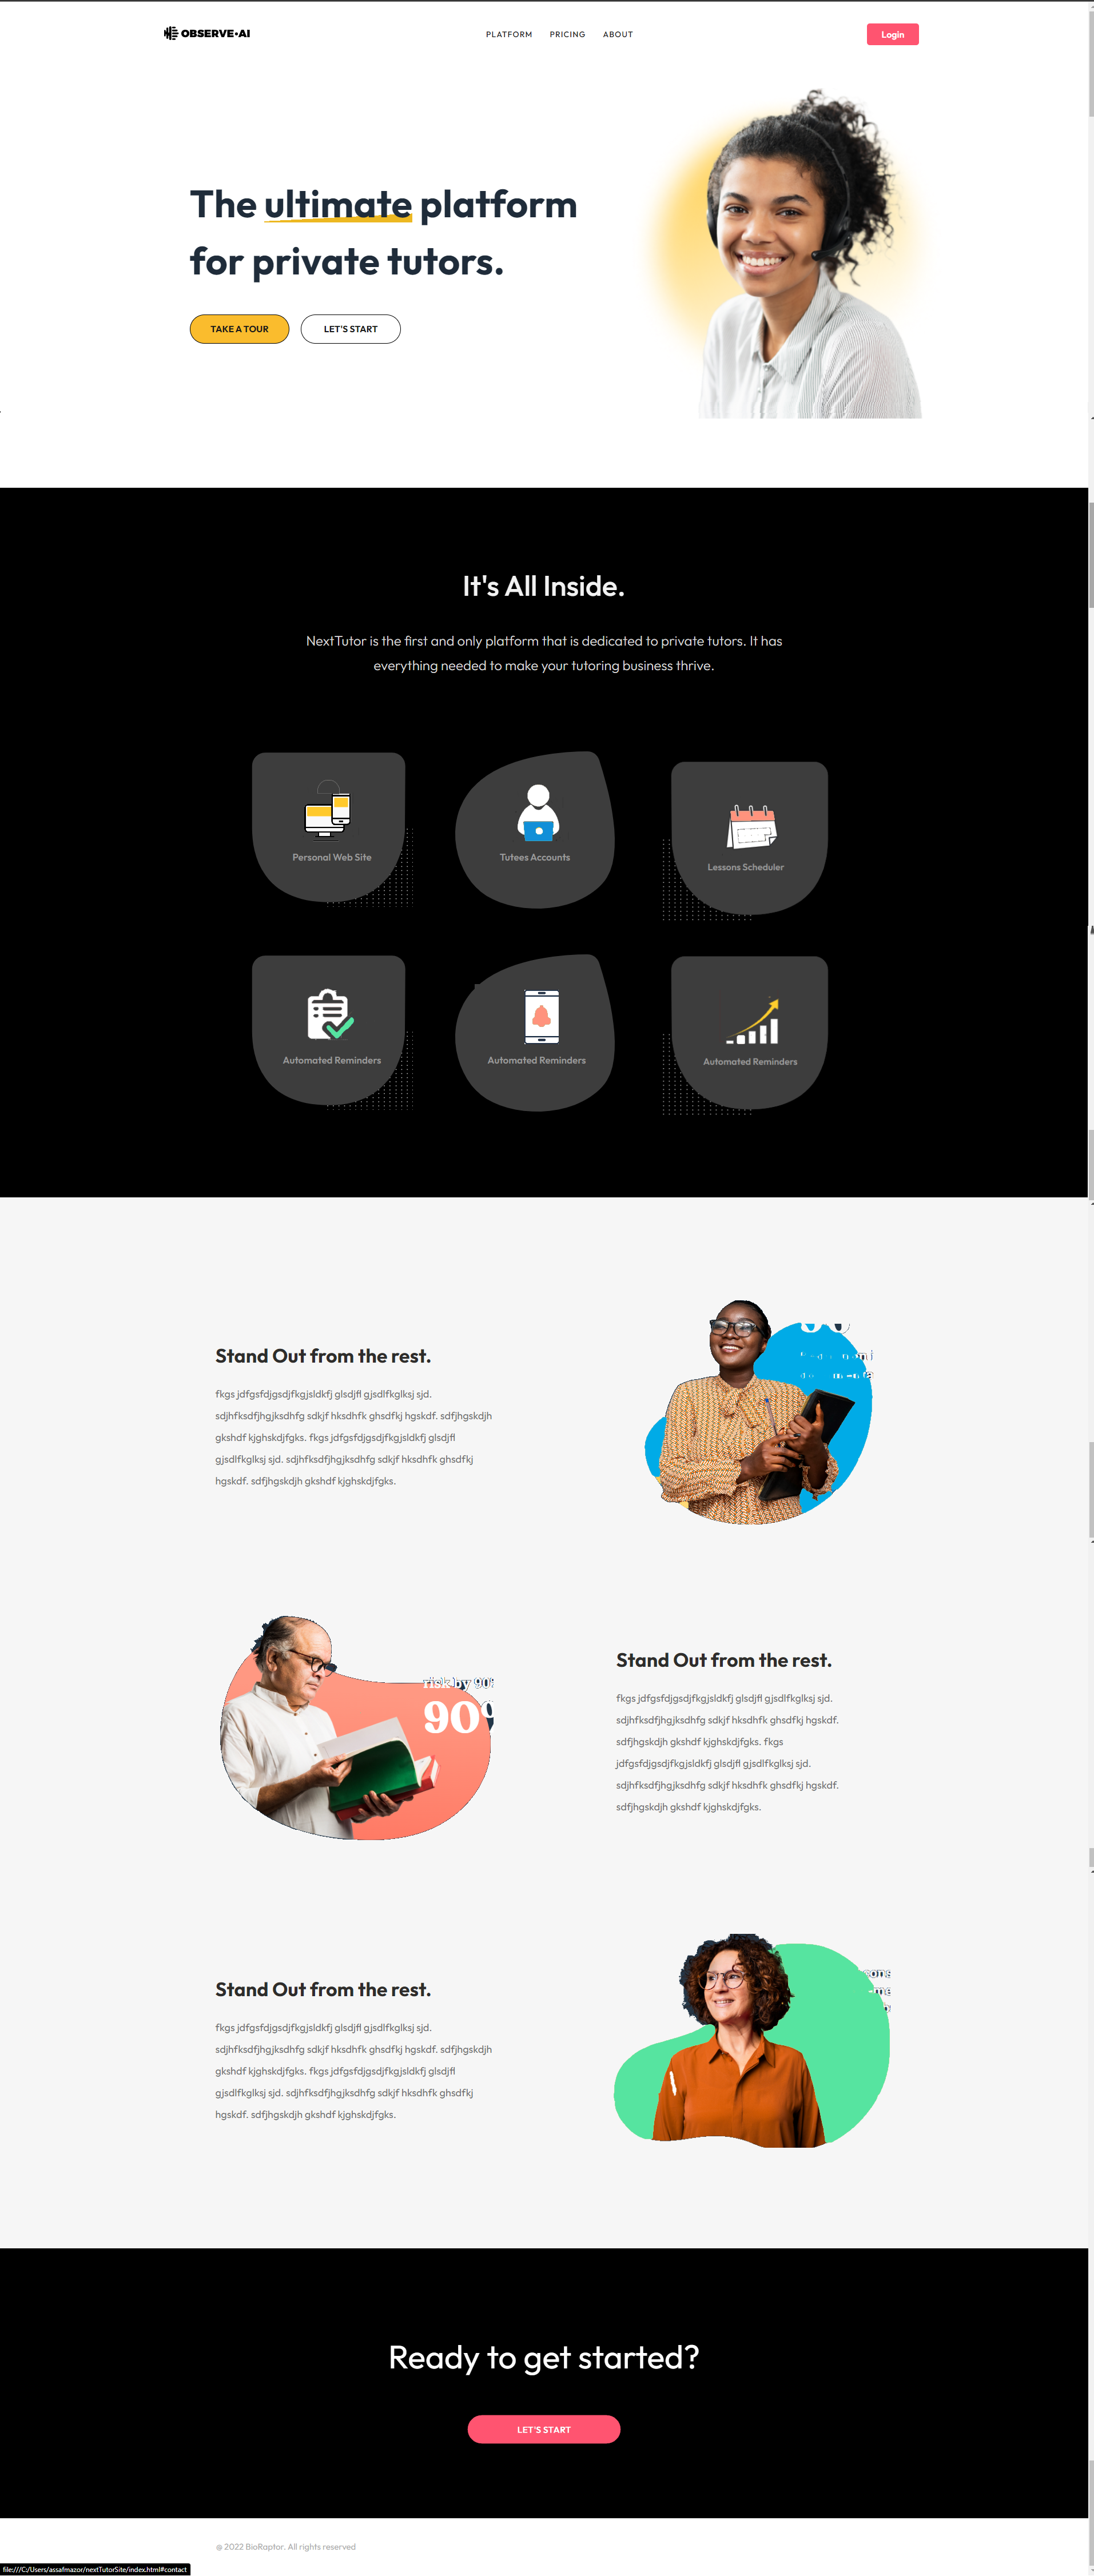 OBSERVE•AI
PLATFORM PRICING ABOUT
Login
The ultimate platform
for private tutors.
TAKE A TOUR LET'S START
It's All Inside.
NextTutor is the first and only platform that is dedicated to private tutors. It has
everything needed to make your tutoring business thrive.
Personal Web Site
Tutees Accounts
Lessons Scheduler
Automated Reminders
Automated Reminders
Automated Reminders
Stand Out from the rest.
fkgs jdfgsfdjgsdjfkgjsldkfj glsdjfl gjsdlfkglksj sjd.
sdjhfksdfjhgjksdhfg sdkjf hksdhfk ghsdfkj hgskdf. sdfjhgskdjh
gkshdf kjghskdjfgks. fkgs jdfgsfdjgsdjfkgjsldkfj glsdjfl
gjsdlfkglksj sjd. sdjhfksdfjhgjksdhfg sdkjf hksdhfk ghsdfkj
hgskdf. sdfjhgskdjh gkshdf kjghskdjfgks.
risk by 90
90
Stand Out from the rest.
fkgs jdfgsfdjgsdjfkgjsldkfj glsdjfl gjsdlfkglksj sjd.
sdjhfksdfjhgjksdhfg sdkjf hksdhfk ghsdfkj hgskdf.
sdfjhgskdjh gkshdf kjghskdjfgks. fkgs
jdfgsfdjgsdjfkgjsldkfj glsdjfl gjsdlfkglksj sjd.
sdjhfksdfjhgjksdhfg sdkjf hksdhfk ghsdfkj hgskdf.
sdfjhgskdjh gkshdf kjghskdjfgks.
Stand Out from the rest.
fkgs jdfgsfdjgsdjfkgjsldkfj glsdjfl gjsdlfkglksj sjd.
sdjhfksdfjhgjksdhfg sdkjf hksdhfk ghsdfkj hgskdf. sdfjhgskdjh
gkshdf kjghskdjfgks. fkgs jdfgsfdjgsdjfkgjsldkfj glsdjfl
gjsdlfkglksj sjd. sdjhfksdfjhgjksdhfg sdkjf hksdhfk ghsdfkj
hgskdf. sdfjhgskdjh gkshdf kjghskdjfgks.
Ready to get started?
LET'S START
@ 2022 BioRaptor. All rights reserved
file:///C:/Users/assafmazor/nextTutorSite/index.html#contact